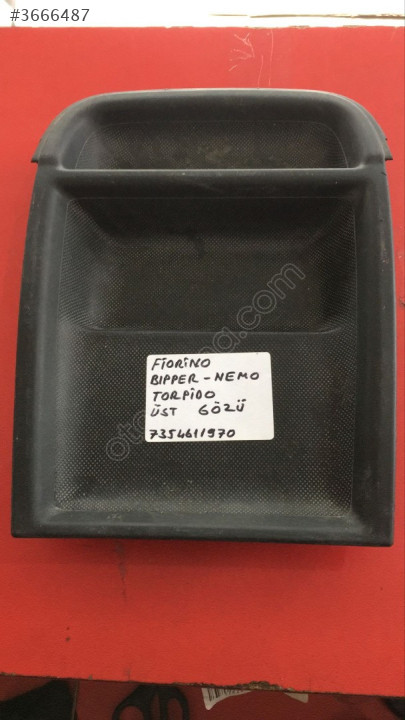 #3666487
FİORİNO
BIPPER - NEMO
TORPİDO
ÜST GÖZÜ
7354611970